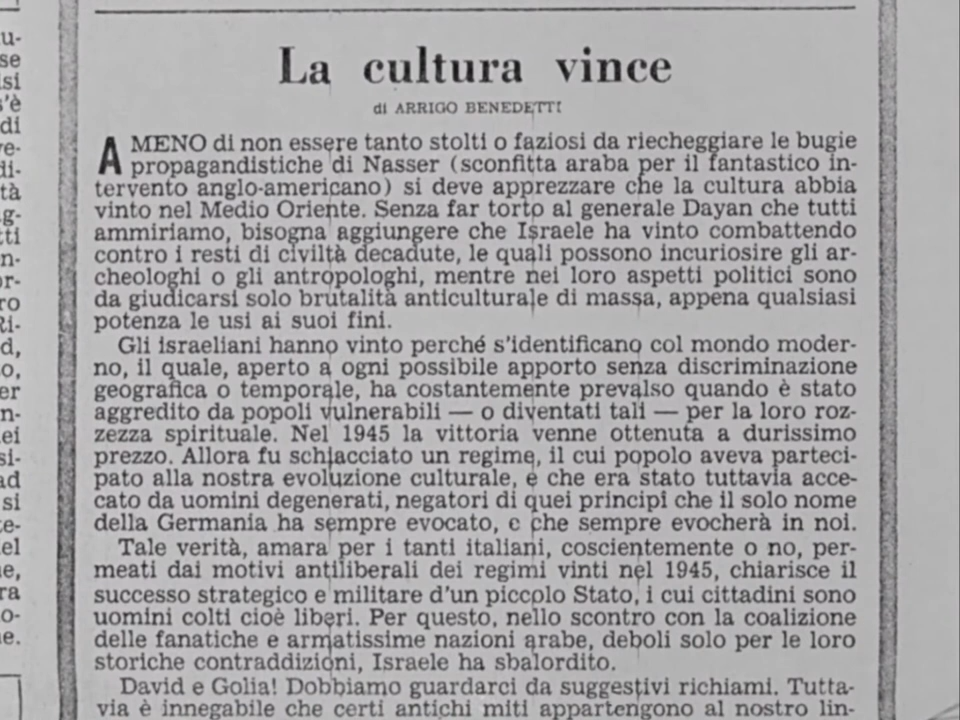 La cultura vince
di ARRIGO BENEDETTI
A MENO di non essere tanto stolti o faziosi da riecheggiare le bugie
propagandistiche di Nasser (sconfitta araba per il fantastico in-
tervento anglo-americano) si deve apprezzare che la cultura abbia
vinto nel Medio Oriente. Senza far torto al generale Dayan che tutti
ammiriamo, bisogna aggiungere che Israele ha vinto combattendo
contro i resti di civiltà decadute, le quali possono incuriosire gli ar-
cheologhi o gli antropologhi, mentre nei loro aspetti politici sono
da giudicarsi solo brutalità anticulturale di massa, appena qualsiasi
potenza le usi ai suoi fini.
Gli israeliani hanno vinto perché s'identificano col mondo moder-
no, il quale, aperto a ogni possibile apporto senza discriminazione
geografica o temporale, ha costantemente prevalso quando è stato
aggredito da popoli vulnerabili — o diventati tali — per la loro roz-
zezza spirituale. Nel 1945 la vittoria venne ottenuta a durissimo
prezzo. Allora fu schiacciato un regime, il cui popolo aveva parteci-
pato alla nostra evoluzione culturale, e che era stato tuttavia acce-
cato da uomini degenerati, negatori di quei principi che il solo nome
della Germania ha sempre evocato, e che sempre evocherà in noi.
Tale verità, amara per i tanti italiani, coscientemente o no, per-
meati dai motivi antiliberali dei regimi vinti nel 1945, chiarisce il
successo strategico e militare d'un piccolo Stato, i cui cittadini sono
uomini colti cioè liberi. Per questo, nello scontro con la coalizione
delle fanatiche e armatissime nazioni arabe, deboli solo per le loro
storiche contraddizioni, Israele ha sbalordito.
David e Golia! Dobbiamo guardarci da suggestivi richiami. Tutta-
via è innegabile che certi antichi miti appartengono al nostro lin-